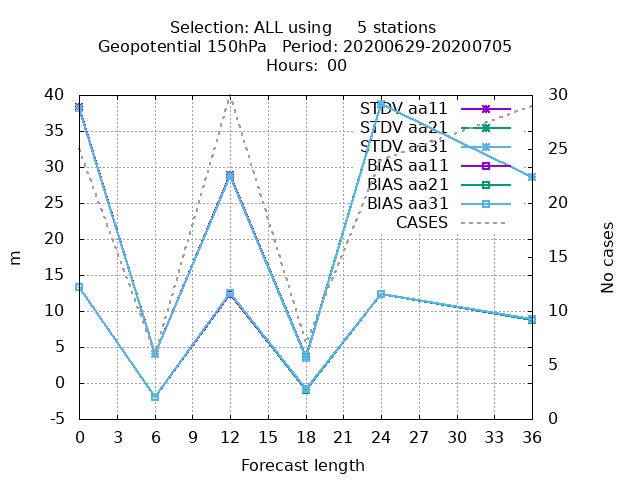 Selection: ALL using     5 stations
Geopotential 150hPa   Period: 20200629-20200705
Hours:  00
40
35
30
25
20
15
10
5
0
-5
m
30
25
20
15
10
5
0
No cases
STDV aa11
STDV aa21
STDV aa31
BIAS aa11
BIAS aa21
BIAS aa31
CASES
0 3 6 9 12 15 18 21 24 27 30 33 36
Forecast length